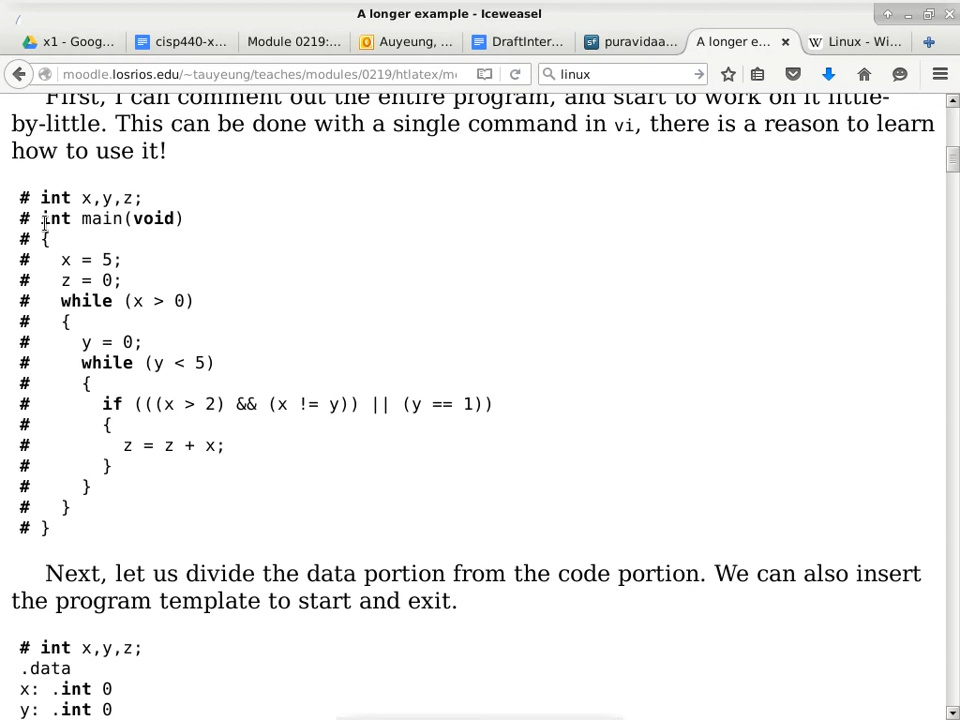 A longer example - Iceweasel
x1 - Goog...
cisp440-x...
Module 0219:...
Auyeung, ...
DraftInter...
puravidaa...
A longer e...
Linux - Wi...
moodle.losrios.edu/~tauyeung/teaches/modules/0219/htlatex/m
linux
First, I can comment out the entire program, and start to work on it little-
by-little. This can be done with a single command in vi, there is a reason to learn
how to use it!
# int x,y,z;
# int main(void)
# {
#   x = 5;
#   z = 0;
#   while (x > 0)
#   {
#     y = 0;
#     while (y < 5)
#     {
#       if (((x > 2) && (x != y)) || (y == 1))
#       {
#         z = z + x;
#       }
#     }
#   }
# }
Next, let us divide the data portion from the code portion. We can also insert
the program template to start and exit.
# int x,y,z;
.data
x: .int 0
y: .int 0